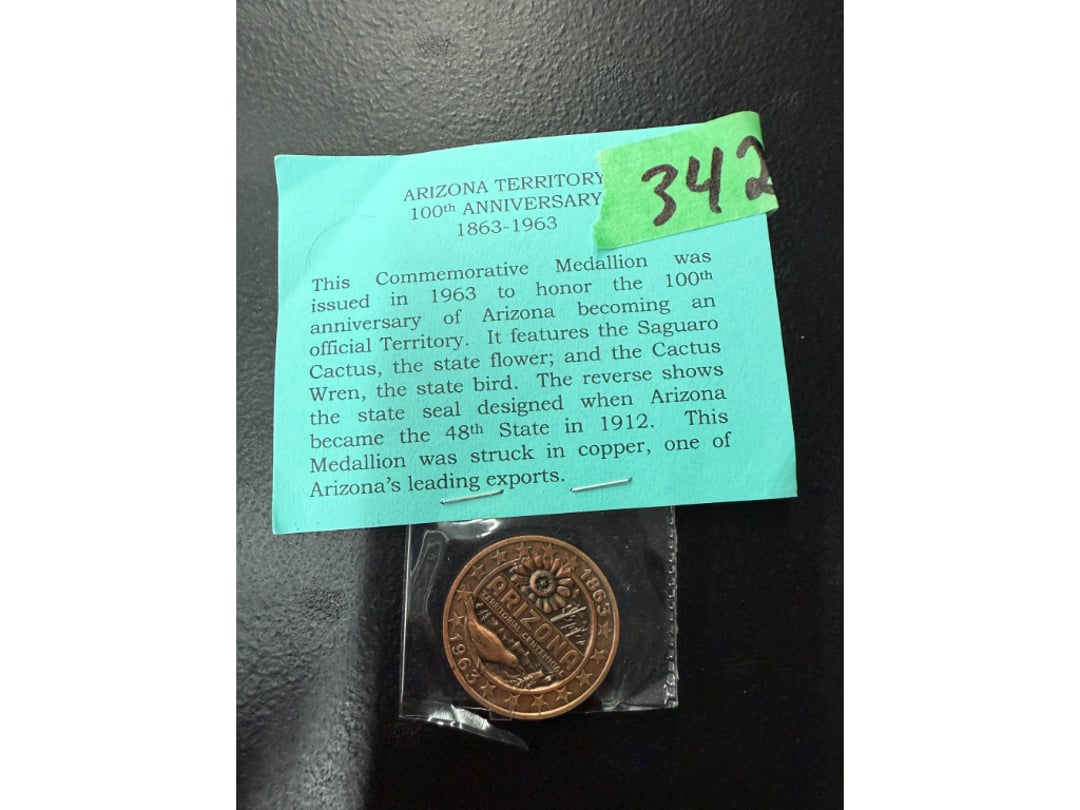 ARIZONA TERRITORY
100th ANNIVERSARY
1863-1963
342
This Commemorative Medallion was
issued in 1963 to honor the 100th
anniversary of Arizona becoming an
official Territory. It features the Saguaro
Cactus, the state flower; and the Cactus
Wren, the state bird. The reverse shows
the state seal designed when Arizona
became the 48th State in 1912. This
Medallion was struck in copper, one of
Arizona's leading exports.
1863
ARIZONA
TERRITORIAL CENTENNIAL
1963